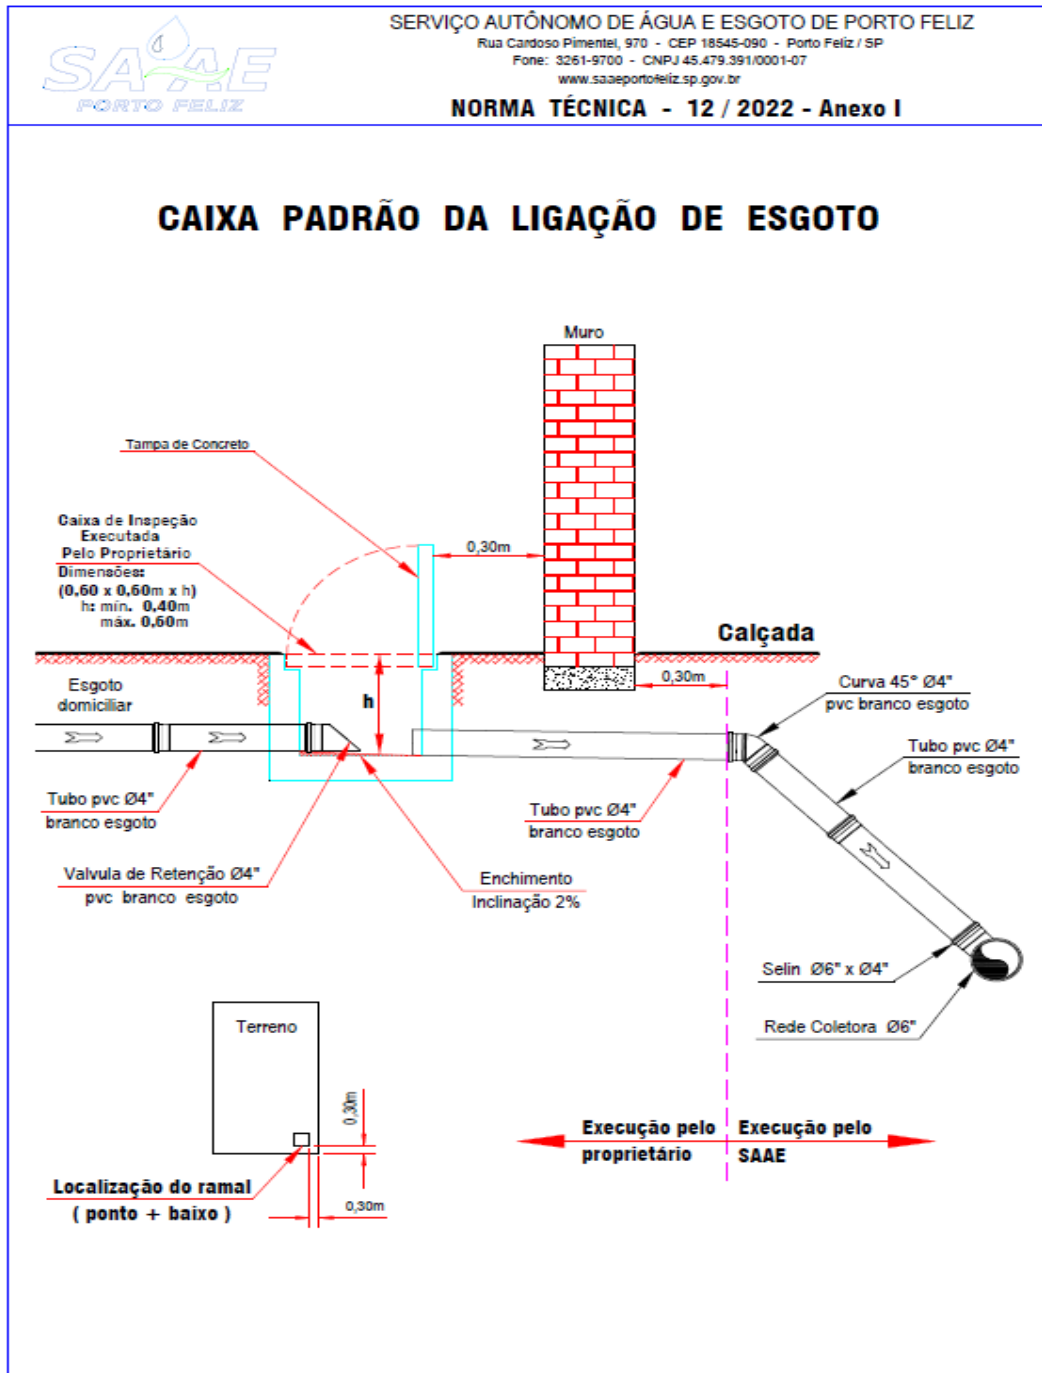 SAAE
PORTO FELIZ
SERVIÇO AUTÔNOMO DE ÁGUA E ESGOTO DE PORTO FELIZ
Rua Cardoso Pimentel, 970 - CEP 18545-090 - Porto Feliz / SP
Fone: 3261-9700 - CNPJ 45.479.391/0001-07
www.saaeportofeliz.sp.gov.br
NORMA TÉCNICA - 12 / 2022 - Anexo I
CAIXA PADRÃO DA LIGAÇÃO DE ESGOTO
Muro
Tampa de Concreto
Caixa de Inspeção
Executada
Pelo Proprietário
Dimensões:
(0,60 x 0,60m x h)
h: mín. 0,40m
máx. 0,60m
0,30m
Calçada
Esgoto
domiciliar
h
0,30m
Curva 45° Ø4"
pvc branco esgoto
Tubo pvc Ø4"
branco esgoto
Tubo pvc Ø4"
branco esgoto
Tubo pvc Ø4"
branco esgoto
Valvula de Retenção Ø4"
pvc branco esgoto
Enchimento
Inclinação 2%
Selin Ø6" x Ø4"
Rede Coletora Ø6"
Terreno
0,30m
Localização do ramal
( ponto + baixo )
0,30m
Execução pelo
proprietário
Execução pelo
SAAE